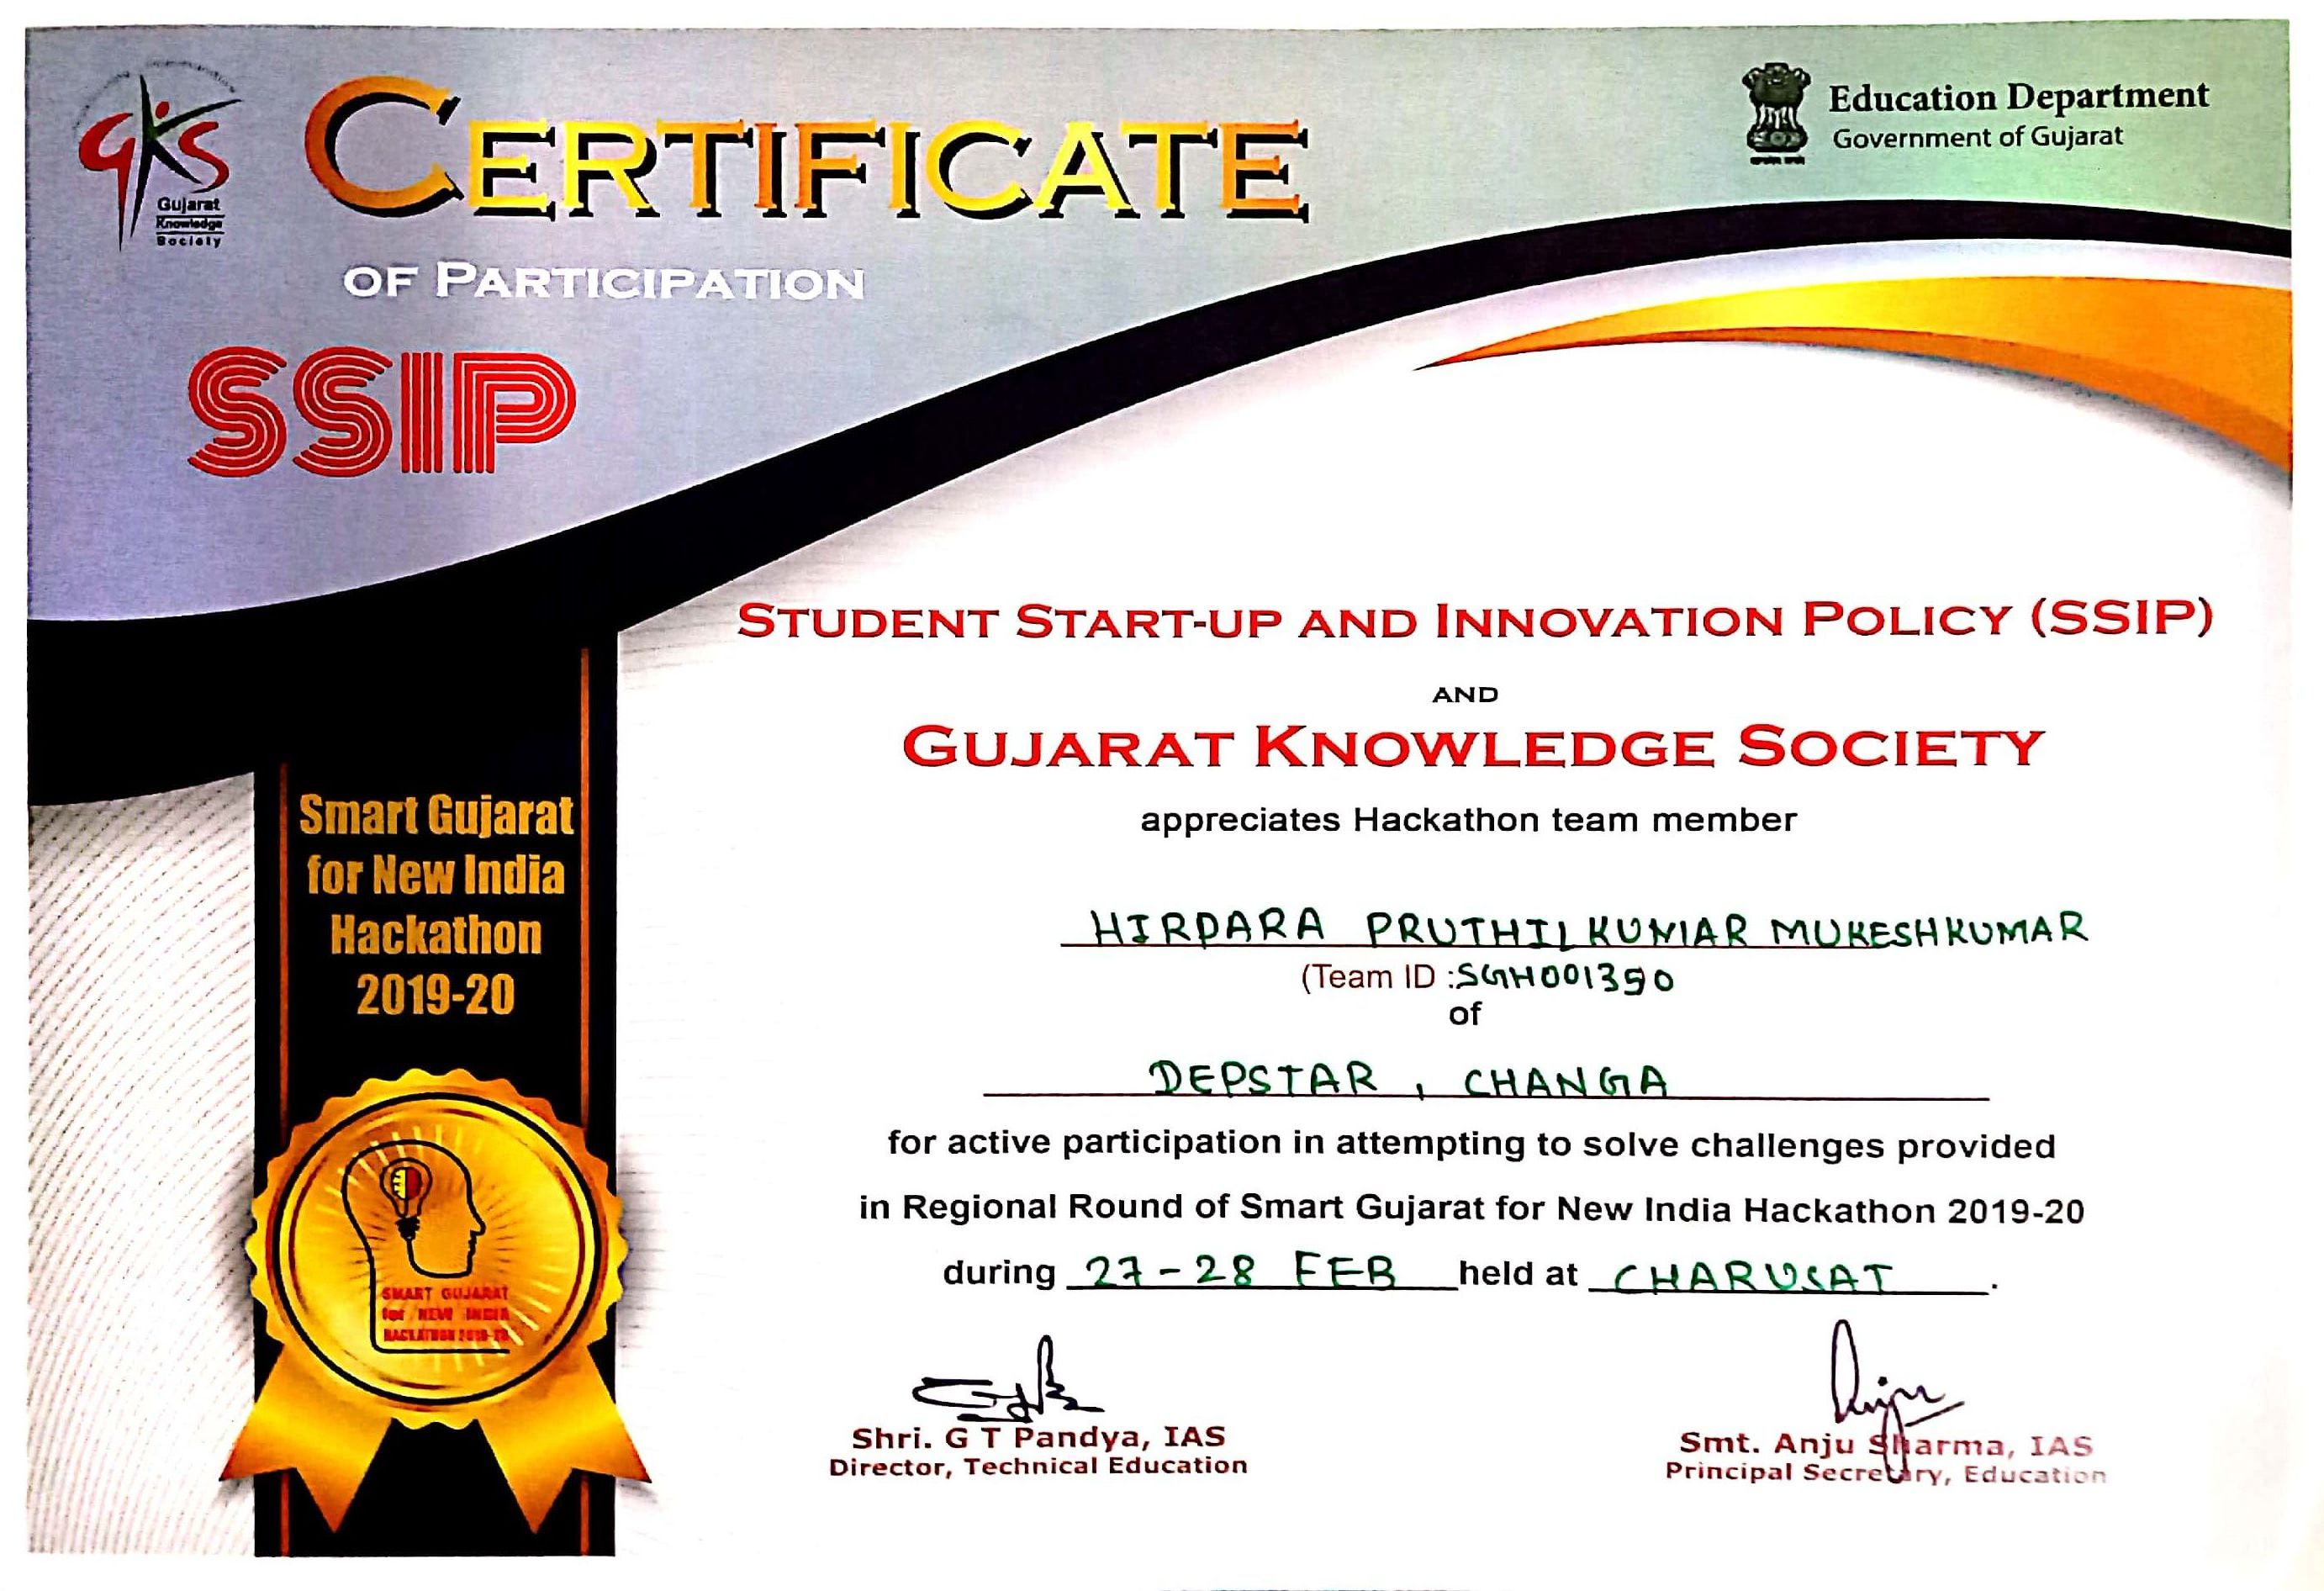 GKS
Gujarat
Knowledge
Society
CERTIFICATE
OF PARTICIPATION
SSIP
Education Department
Government of Gujarat
STUDENT START-UP AND INNOVATION POLICY (SSIP)
AND
GUJARAT KNOWLEDGE SOCIETY
appreciates Hackathon team member
HIRPARA PRUTHILKUMAR MUKESHKUMAR
(Team ID :SGH001390
of
DEPSTAR , CHANGA
for active participation in attempting to solve challenges provided
in Regional Round of Smart Gujarat for New India Hackathon 2019-20
during 27-28 FEB held at CHARUSAT .
Smart Gujarat
for New India
Hackathon
2019-20
SMART GUJARAT
for NEW INDIA
HACKATHON 2019-20
Shri. G T Pandya, IAS
Director, Technical Education
Smt. Anju Sharma, IAS
Principal Secretary, Education